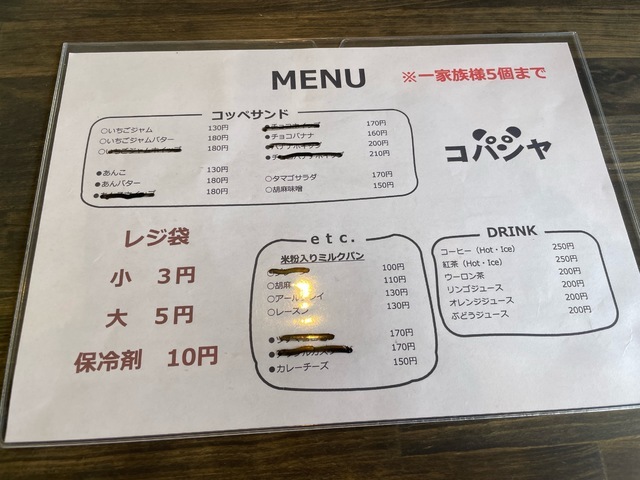 MENU
※一家族様5個まで
コッペサンド
○いちごジャム 130円
○いちごジャムバター 180円
180円
●あんこ 130円
●あんバター 180円
180円
170円
●チョコバナナ 160円
200円
210円
○タマゴサラダ 170円
○胡麻味噌 150円
コパンヤ
レジ袋
小 3円
大 5円
保冷剤 10円
etc.
米粉入りミルクパン
100円
○胡麻 110円
130円
○レーズン 130円
170円
170円
●カレーチーズ 150円
DRINK
コーヒー(Hot・Ice) 250円
紅茶(Hot・Ice) 250円
ウーロン茶 200円
リンゴジュース 200円
オレンジジュース 200円
ぶどうジュース 200円